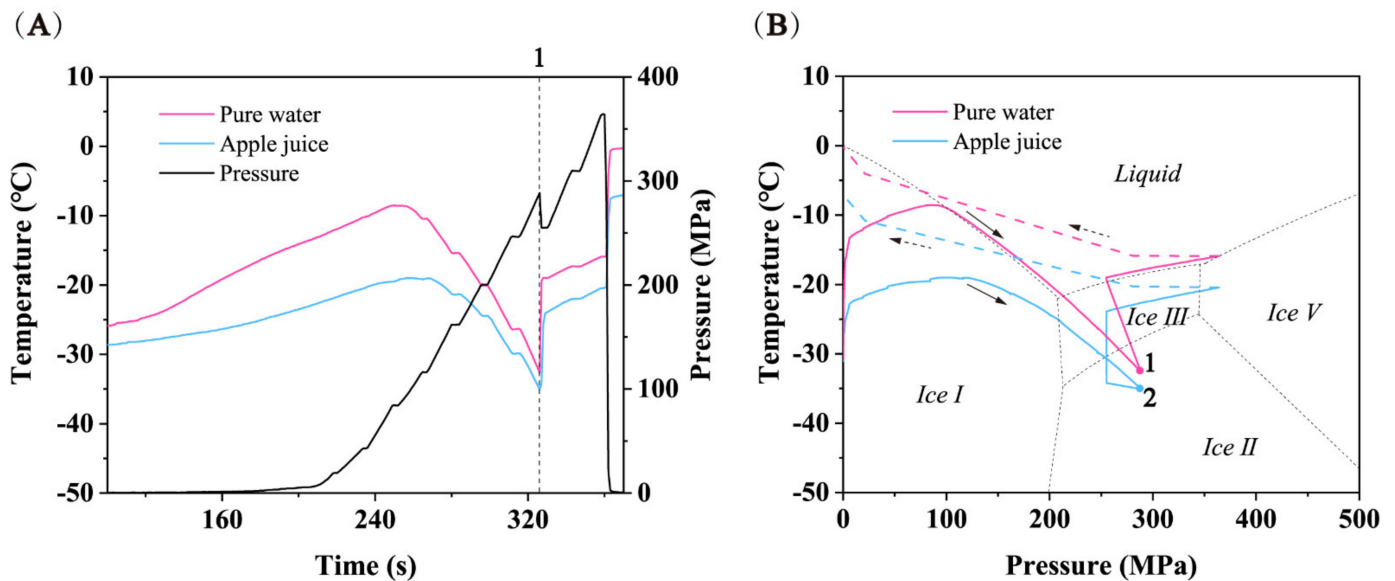 (A)
1
Pure water
Apple juice
Pressure
10
0
-10
-20
-30
-40
-50
Temperature (°C)
400
300
200
100
0
Pressure (MPa)
160
240
320
Time (s)
(B)
Pure water
Apple juice
Liquid
Ice III
Ice V
Ice I
Ice II
1
2
10
0
-10
-20
-30
-40
-50
Temperature (°C)
0
100
200
300
400
500
Pressure (MPa)